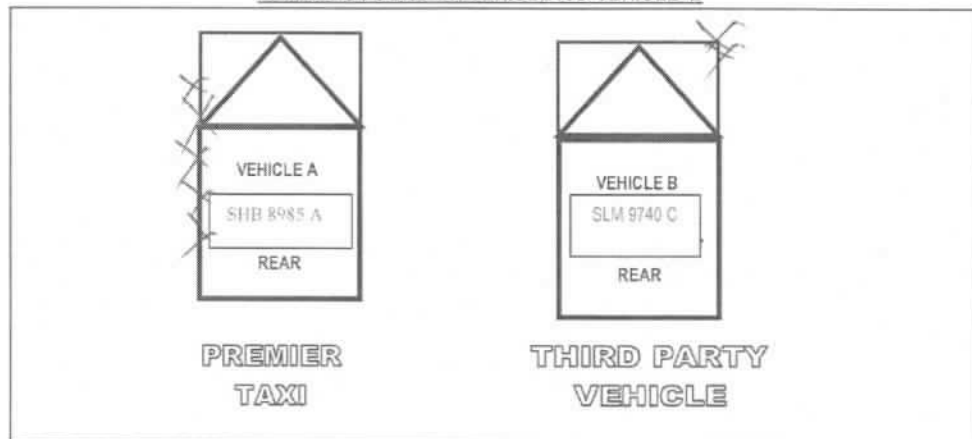 VEHICLE A
SHB 8985 A
REAR
PREMIER
TAXI
VEHICLE B
SLM 9740 C
REAR
THIRD PARTY
VEHICLE